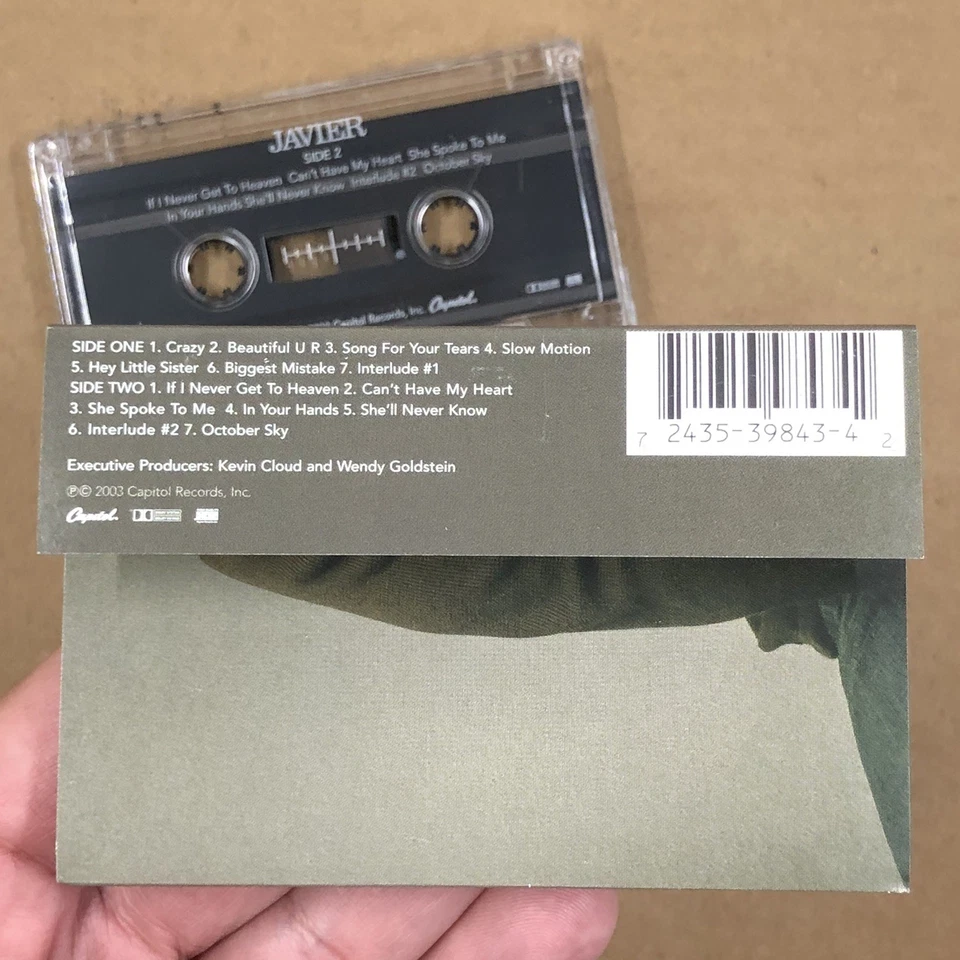 JAVIER
SIDE 2
If I Never Get To Heaven Can't Have My Heart She Spoke To Me
In Your Hands She'll Never Know Interlude #2 October Sky
Capitol Records, Inc. Capitol
SIDE ONE 1. Crazy 2. Beautiful U R 3. Song For Your Tears 4. Slow Motion
5. Hey Little Sister 6. Biggest Mistake 7. Interlude #1
SIDE TWO 1. If I Never Get To Heaven 2. Can't Have My Heart
3. She Spoke To Me 4. In Your Hands 5. She'll Never Know
6. Interlude #2 7. October Sky
7 2435-39843-4 2
Executive Producers: Kevin Cloud and Wendy Goldstein
℗© 2003 Capitol Records, Inc.
Capitol